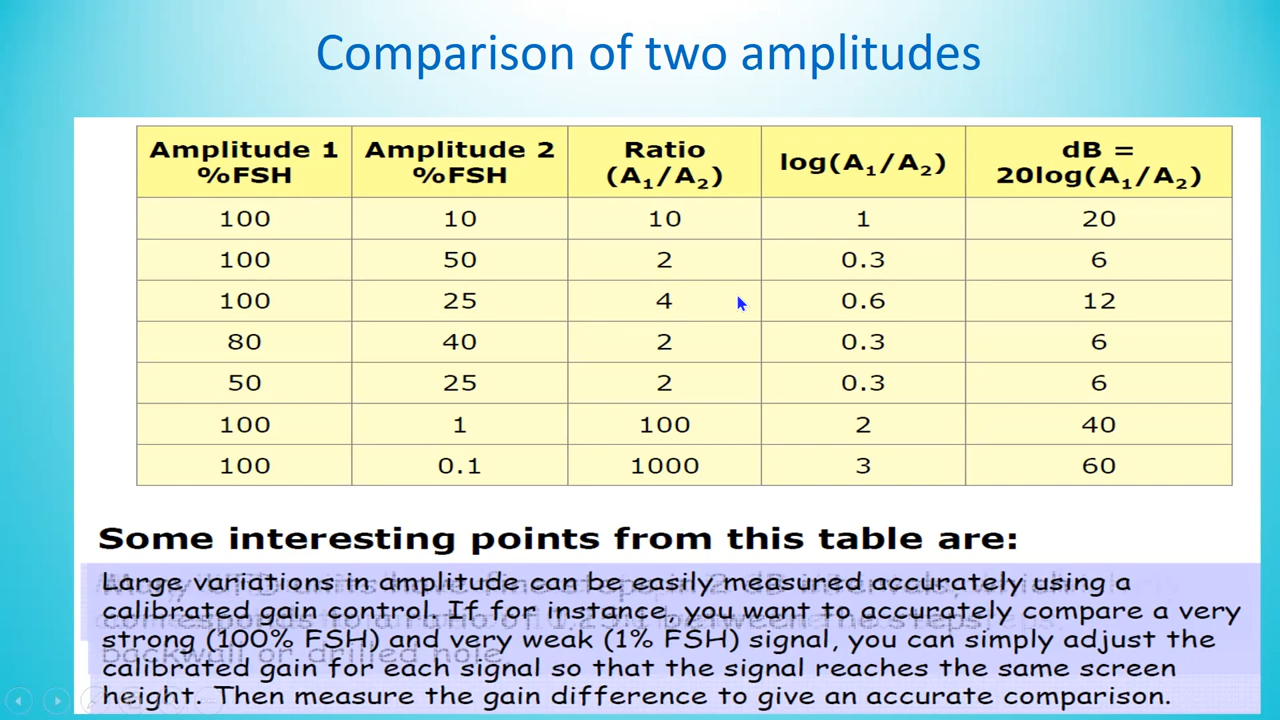 Comparison of two amplitudes
Amplitude 1 %FSH Amplitude 2 %FSH Ratio (A1/A2) log(A1/A2) dB = 20log(A1/A2)
100 10 10 1 20
100 50 2 0.3 6
100 25 4 0.6 12
80 40 2 0.3 6
50 25 2 0.3 6
100 1 100 2 40
100 0.1 1000 3 60
Some interesting points from this table are:
Large variations in amplitude can be easily measured accurately using a
calibrated gain control. If for instance, you want to accurately compare a very
strong (100% FSH) and very weak (1% FSH) signal, you can simply adjust the
calibrated gain for each signal so that the signal reaches the same screen
height. Then measure the gain difference to give an accurate comparison.
backwall or drilled hole.